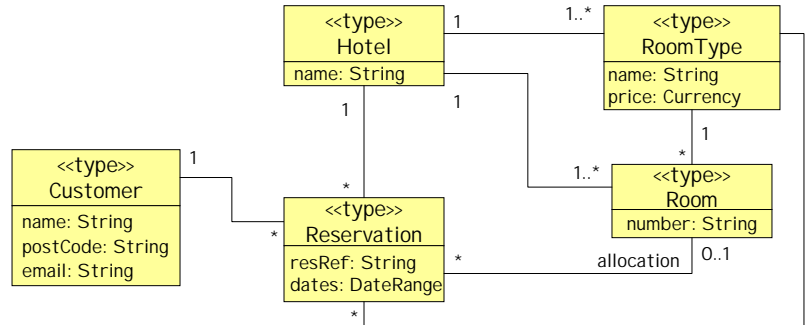 <<type>>
Hotel
name: String
1
1..*
<<type>>
RoomType
name: String
price: Currency
1
1
1
*
1..*
<<type>>
Room
number: String
0..1
<<type>>
Customer
name: String
postCode: String
email: String
1
*
*
<<type>>
Reservation
resRef: String
dates: DateRange
*
allocation
*